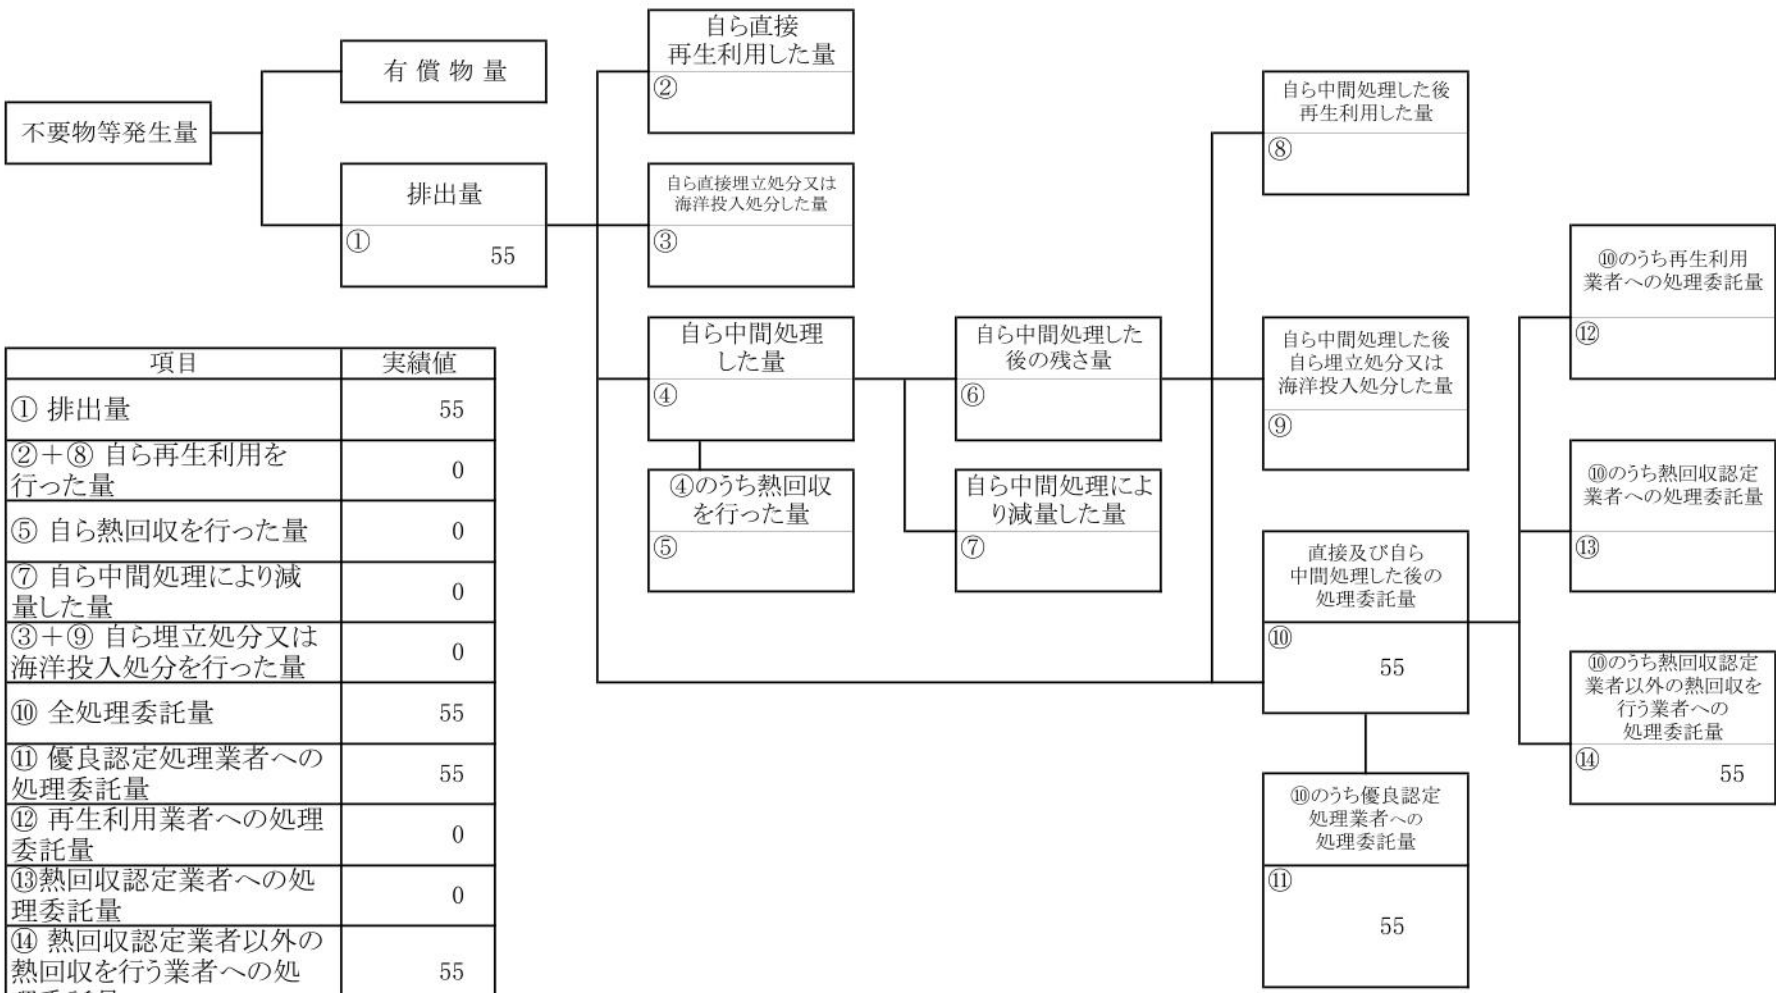 不要物等発生量
有償物量
排出量
①
55
自ら直接
再生利用した量
②
自ら直接埋立処分又は
海洋投入処分した量
③
自ら中間処理
した量
④
④のうち熱回収
を行った量
⑤
自ら中間処理した
後の残さ量
⑥
自ら中間処理によ
り減量した量
⑦
自ら中間処理した後
再生利用した量
⑧
自ら中間処理した後
自ら埋立処分又は
海洋投入処分した量
⑨
直接及び自ら
中間処理した後の
処理委託量
⑩
55
⑩のうち優良認定
処理業者への
処理委託量
⑪
55
⑩のうち再生利用
業者への処理委託量
⑫
⑩のうち熱回収認定
業者への処理委託量
⑬
⑩のうち熱回収認定
業者以外の熱回収を
行う業者への
処理委託量
⑭
55
項目 実績値
① 排出量 55
②+⑧ 自ら再生利用を
行った量 0
⑤ 自ら熱回収を行った量 0
⑦ 自ら中間処理により減
量した量 0
③+⑨ 自ら埋立処分又は
海洋投入処分を行った量 0
⑩ 全処理委託量 55
⑪ 優良認定処理業者への
処理委託量 55
⑫ 再生利用業者への処理
委託量 0
⑬熱回収認定業者への処
理委託量 0
⑭ 熱回収認定業者以外の
熱回収を行う業者への処 55